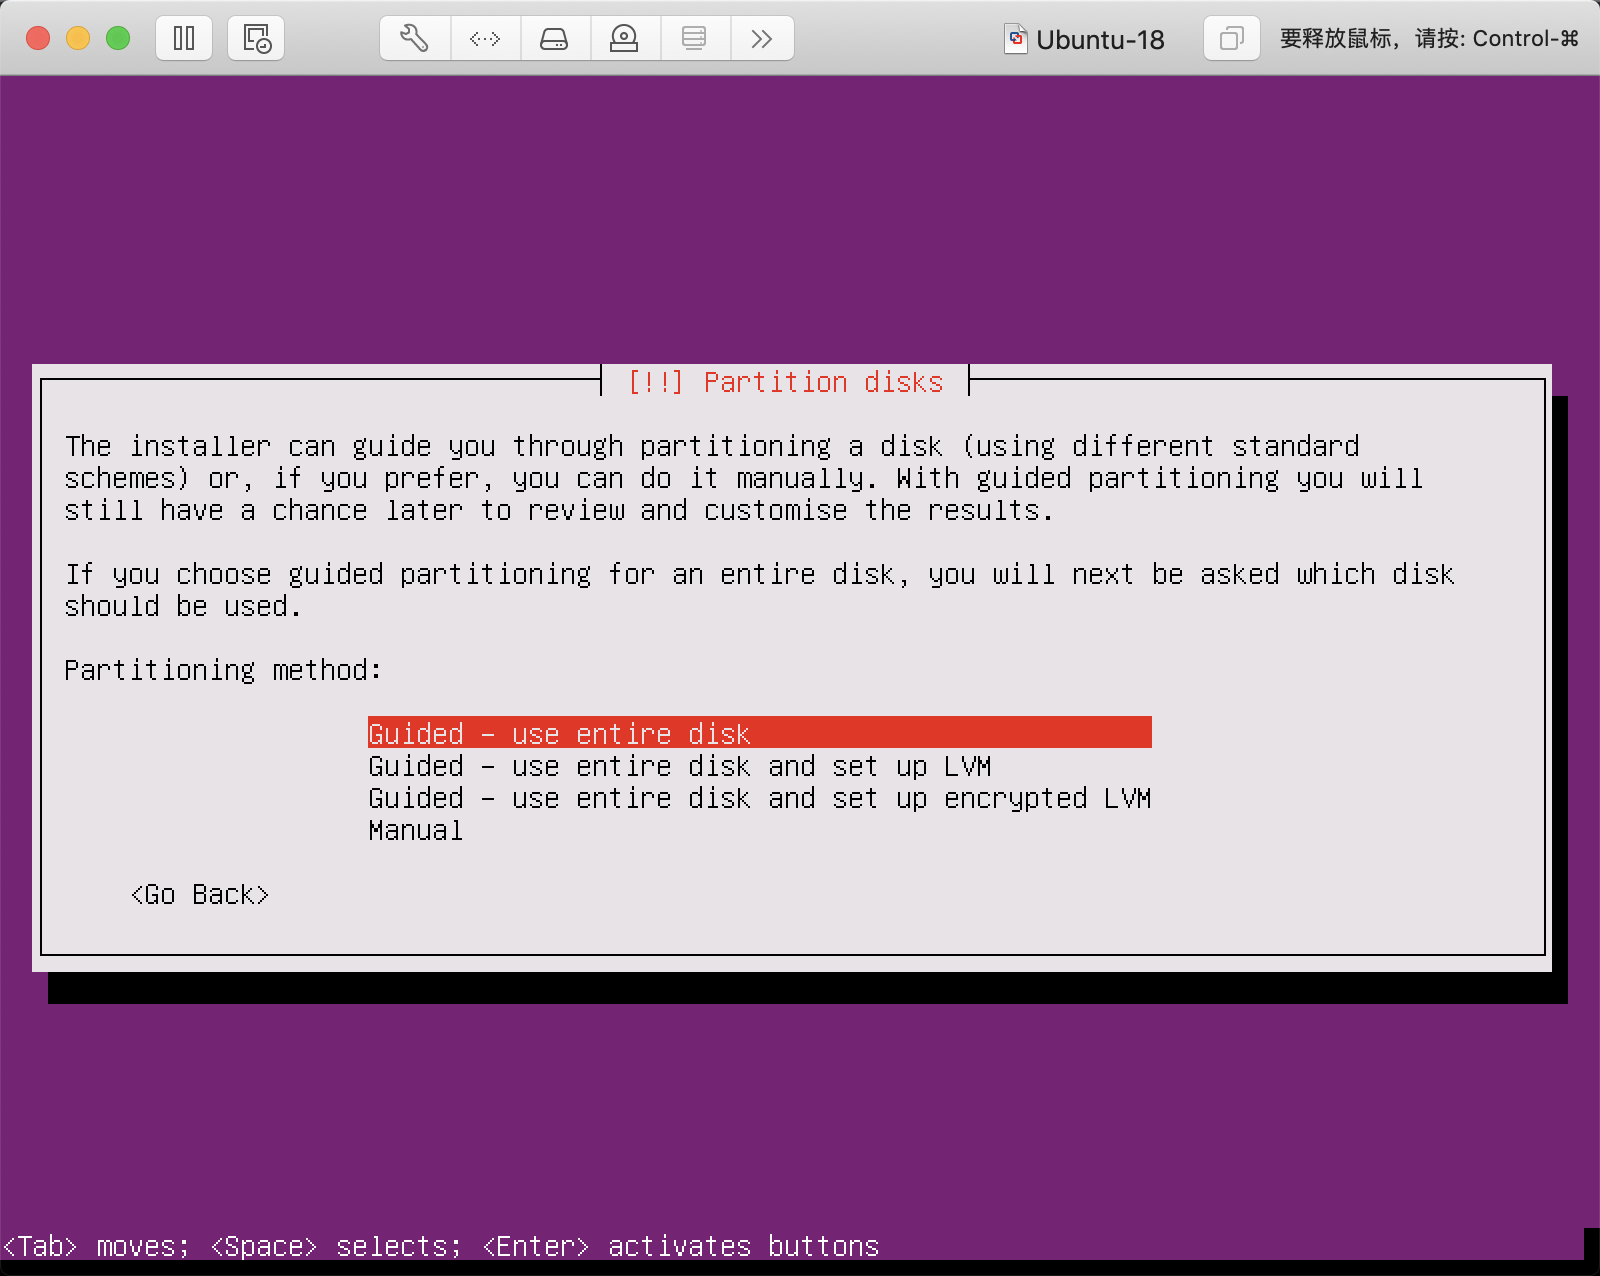 Ubuntu-18
要释放鼠标，请按: Control-⌘
[!!] Partition disks
The installer can guide you through partitioning a disk (using different standard
schemes) or, if you prefer, you can do it manually. With guided partitioning you will
still have a chance later to review and customise the results.
If you choose guided partitioning for an entire disk, you will next be asked which disk
should be used.
Partitioning method:
Guided - use entire disk
Guided - use entire disk and set up LVM
Guided - use entire disk and set up encrypted LVM
Manual
<Go Back>
<Tab> moves; <Space> selects; <Enter> activates buttons